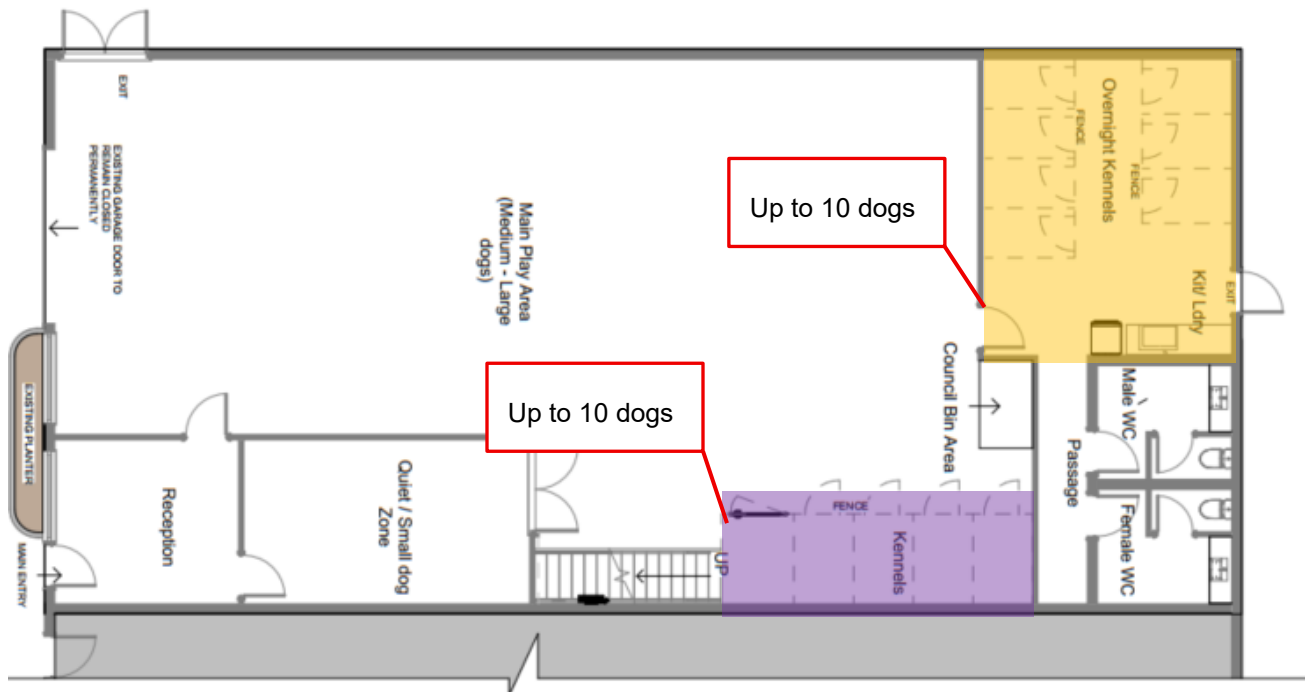 EXIT
EXISTING GARAGE DOOR TO
REMAIN CLOSED
PERMANENTLY
Main Play Area
(Medium - Large
dogs)
Up to 10 dogs
Overnight Kennels
FENCE
FENCE
Kit/ Ldry
EXIT
Up to 10 dogs
Council Bin Area
Male WC
Passage
Female WC
EXISTING PLANTER
Reception
Quiet / Small dog
Zone
FENCE
Kennels
UP
MAIN ENTRY